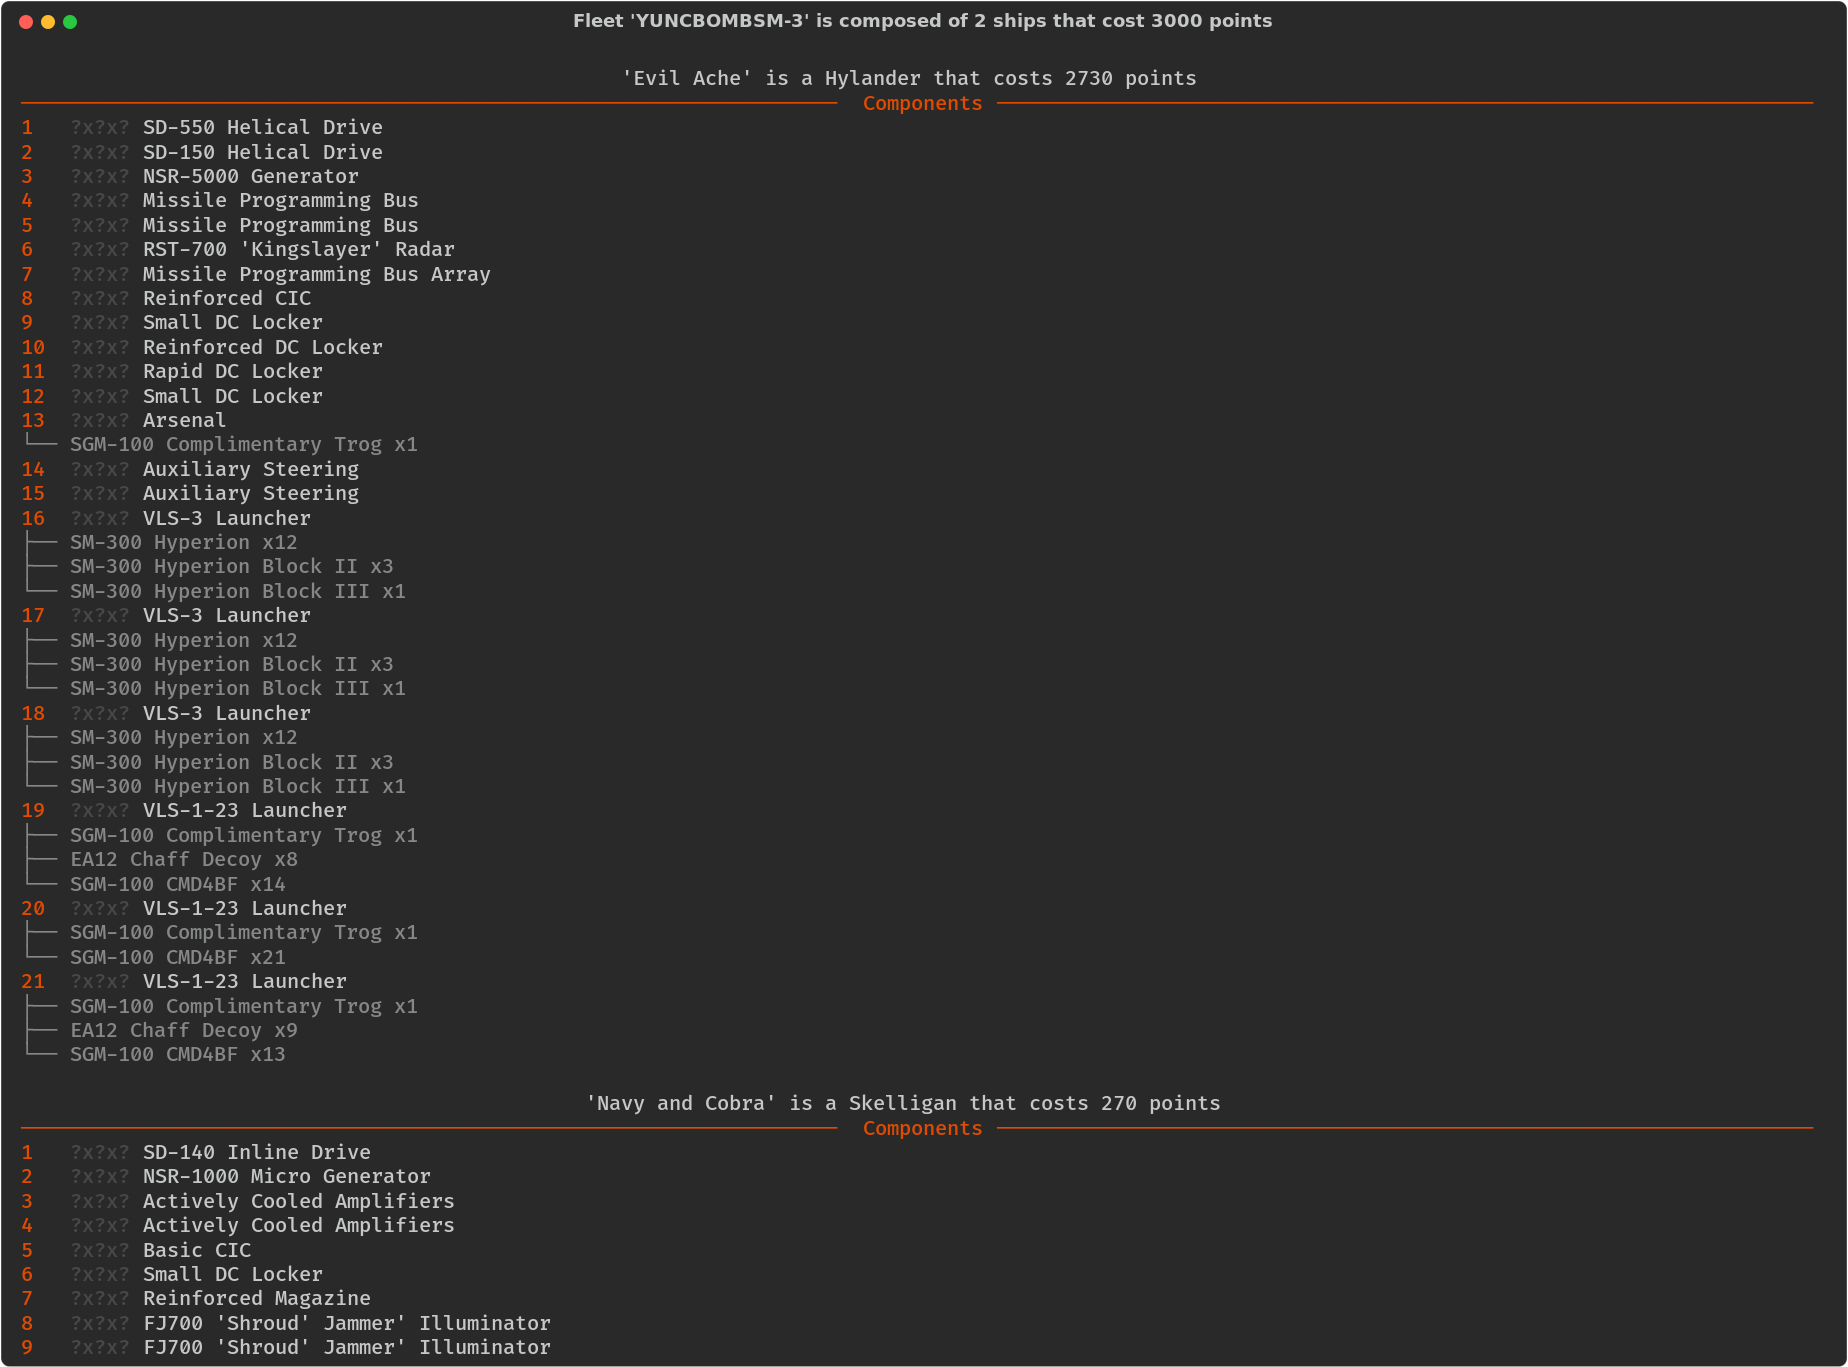 Fleet 'YUNCBOMBSM-3' is composed of 2 ships that cost 3000 points
'Evil Ache' is a Hylander that costs 2730 points
Components
1 ?x?x? SD-550 Helical Drive
2 ?x?x? SD-150 Helical Drive
3 ?x?x? NSR-5000 Generator
4 ?x?x? Missile Programming Bus
5 ?x?x? Missile Programming Bus
6 ?x?x? RST-700 'Kingslayer' Radar
7 ?x?x? Missile Programming Bus Array
8 ?x?x? Reinforced CIC
9 ?x?x? Small DC Locker
10 ?x?x? Reinforced DC Locker
11 ?x?x? Rapid DC Locker
12 ?x?x? Small DC Locker
13 ?x?x? Arsenal
└── SGM-100 Complimentary Trog x1
14 ?x?x? Auxiliary Steering
15 ?x?x? Auxiliary Steering
16 ?x?x? VLS-3 Launcher
├── SM-300 Hyperion x12
├── SM-300 Hyperion Block II x3
└── SM-300 Hyperion Block III x1
17 ?x?x? VLS-3 Launcher
├── SM-300 Hyperion x12
├── SM-300 Hyperion Block II x3
└── SM-300 Hyperion Block III x1
18 ?x?x? VLS-3 Launcher
├── SM-300 Hyperion x12
├── SM-300 Hyperion Block II x3
└── SM-300 Hyperion Block III x1
19 ?x?x? VLS-1-23 Launcher
├── SGM-100 Complimentary Trog x1
├── EA12 Chaff Decoy x8
└── SGM-100 CMD4BF x14
20 ?x?x? VLS-1-23 Launcher
├── SGM-100 Complimentary Trog x1
└── SGM-100 CMD4BF x21
21 ?x?x? VLS-1-23 Launcher
├── SGM-100 Complimentary Trog x1
├── EA12 Chaff Decoy x9
└── SGM-100 CMD4BF x13
'Navy and Cobra' is a Skelligan that costs 270 points
Components
1 ?x?x? SD-140 Inline Drive
2 ?x?x? NSR-1000 Micro Generator
3 ?x?x? Actively Cooled Amplifiers
4 ?x?x? Actively Cooled Amplifiers
5 ?x?x? Basic CIC
6 ?x?x? Small DC Locker
7 ?x?x? Reinforced Magazine
8 ?x?x? FJ700 'Shroud' Jammer' Illuminator
9 ?x?x? FJ700 'Shroud' Jammer' Illuminator